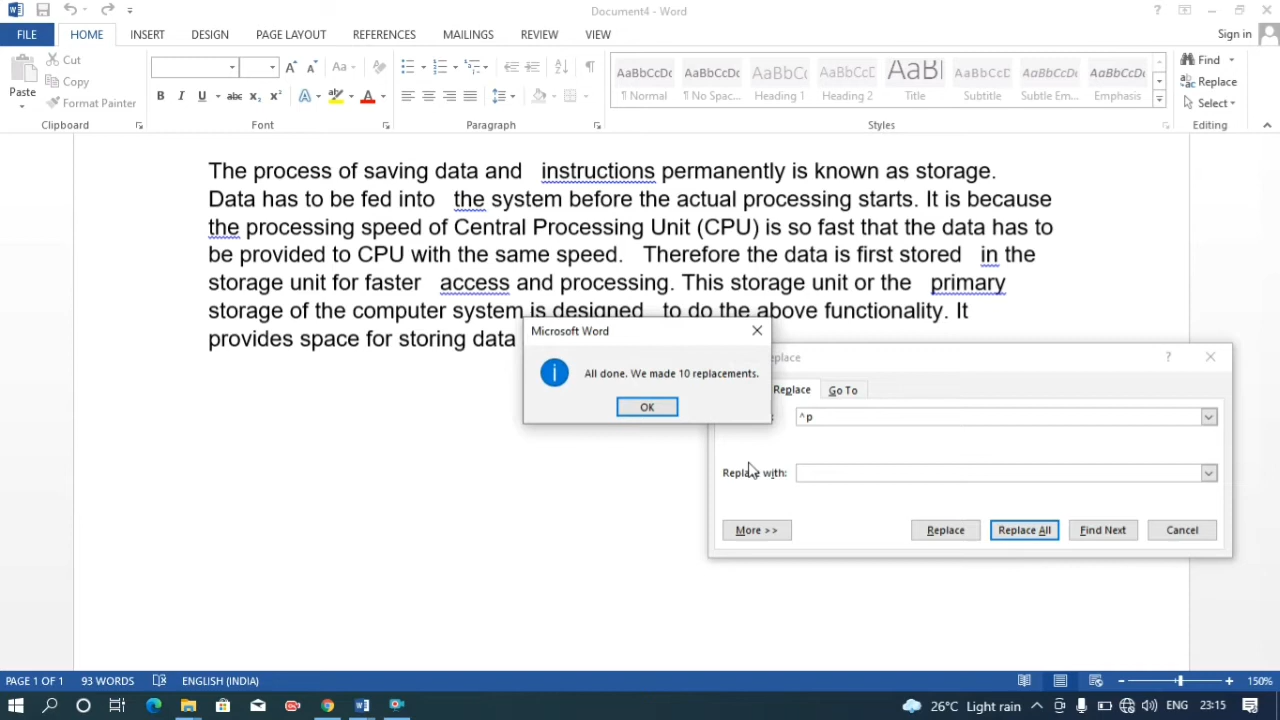 Document4 - Word
FILE HOME INSERT DESIGN PAGE LAYOUT REFERENCES MAILINGS REVIEW VIEW Sign in
Paste Cut Copy Format Painter
Clipboard Font Paragraph Styles Editing
AaBbCcDc AaBbCcDc AaBbCc AaBbCcD AaBI AaBbCcD AaBbCcDc AaBbCcDc
¶ Normal ¶ No Spac... Heading 1 Heading 2 Title Subtitle Subtle Em... Emphasis
Find
Replace
Select
The process of saving data and instructions permanently is known as storage.
Data has to be fed into the system before the actual processing starts. It is because
the processing speed of Central Processing Unit (CPU) is so fast that the data has to
be provided to CPU with the same speed. Therefore the data is first stored in the
storage unit for faster access and processing. This storage unit or the primary
storage of the computer system is designed to do the above functionality. It
provides space for storing data
Microsoft Word
All done. We made 10 replacements.
OK
eplace
Replace Go To
^p
Replace with:
More >> Replace Replace All Find Next Cancel
PAGE 1 OF 1 93 WORDS ENGLISH (INDIA) 150%
26°C Light rain ENG 23:15